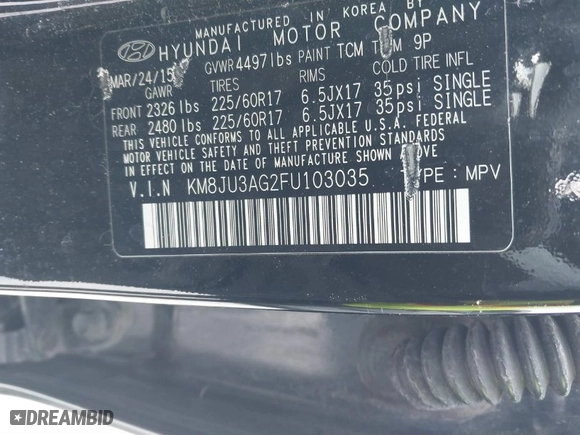 MANUFACTURED IN KOREA BY
HYUNDAI MOTOR COMPANY
MAR/24/15 GVWR 4497lbs PAINT TCM TRIM 9P
GAWR TIRES RIMS COLD TIRE INFL
FRONT 2326 lbs 225/60R17 6.5JX17 35psi SINGLE
REAR 2480 lbs 225/60R17 6.5JX17 35psi SINGLE
THIS VEHICLE CONFORMS TO ALL APPLICABLE U.S.A. FEDERAL
MOTOR VEHICLE SAFETY, BUMPER, AND THEFT PREVENTION
STANDARDS IN EFFECT ON THE DATE OF MANUFACTURE SHOWN ABOVE.
V.I.N KM8JU3AG2FU103035 TYPE : MPV
DREAMBID